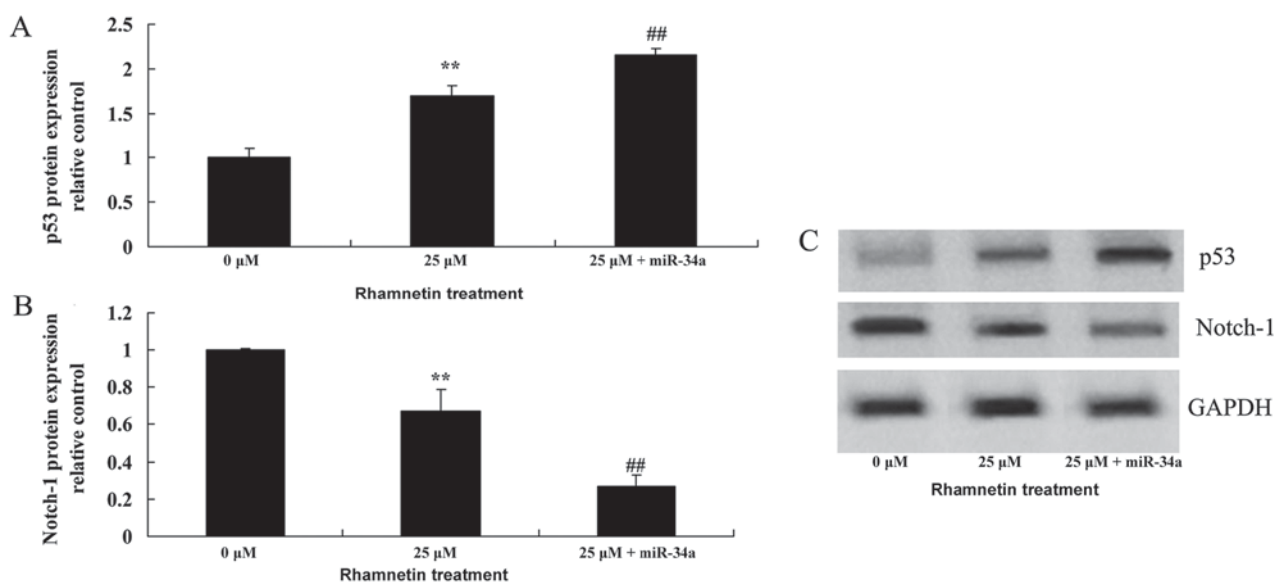 A
p53 protein expression
relative control
2.5
2
1.5
1
0.5
0
**
##
0 μM
25 μM
25 μM + miR-34a
Rhamnetin treatment
B
Notch-1 protein expression
relative control
1.2
1
0.8
0.6
0.4
0.2
0
**
##
0 μM
25 μM
25 μM + miR-34a
Rhamnetin treatment
C
p53
Notch-1
GAPDH
0 μM
25 μM
25 μM + miR-34a
Rhamnetin treatment